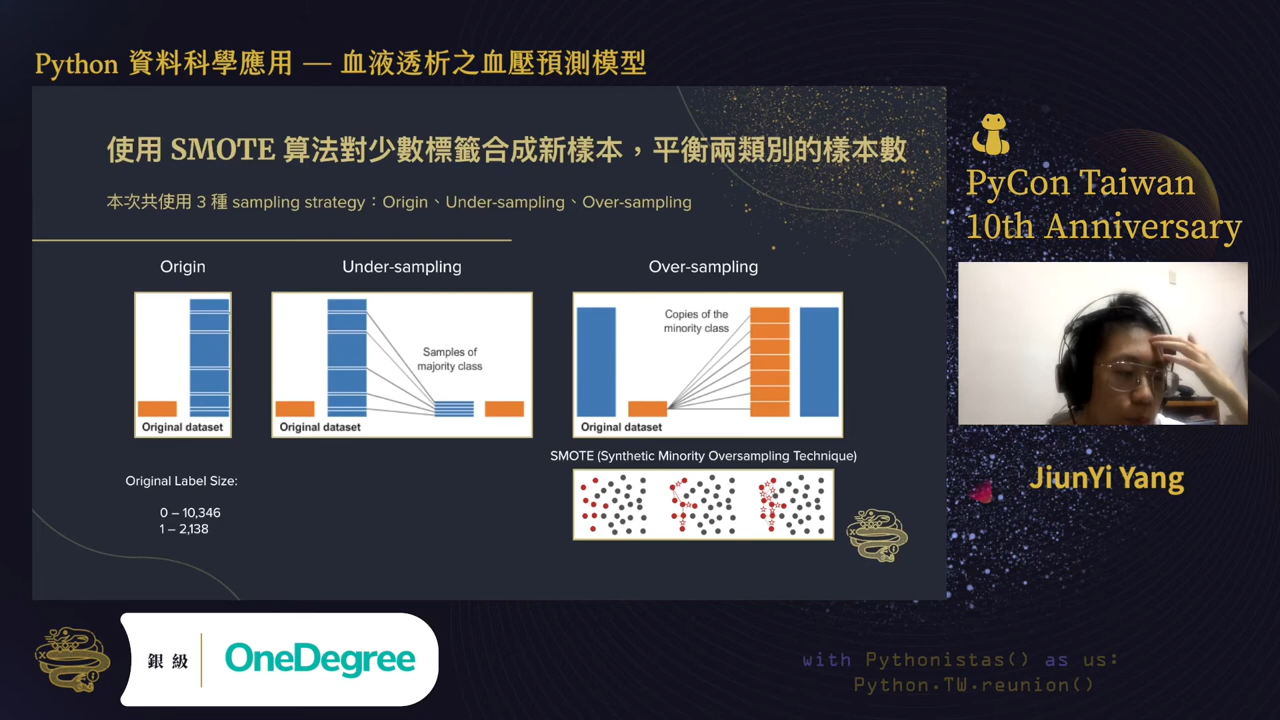 Python 資料科學應用 — 血液透析之血壓預測模型
使用 SMOTE 算法對少數標籤合成新樣本，平衡兩類別的樣本數
本次共使用 3 種 sampling strategy：Origin、Under-sampling、Over-sampling
Origin
Original dataset
Original Label Size:
0 – 10,346
1 – 2,138
Under-sampling
Samples of
majority class
Original dataset
Over-sampling
Copies of the
minority class
Original dataset
SMOTE (Synthetic Minority Oversampling Technique)
PyCon Taiwan
10th Anniversary
JiunYi Yang
銀級
OneDegree
with Pythonistas() as us:
Python.TW.reunion()